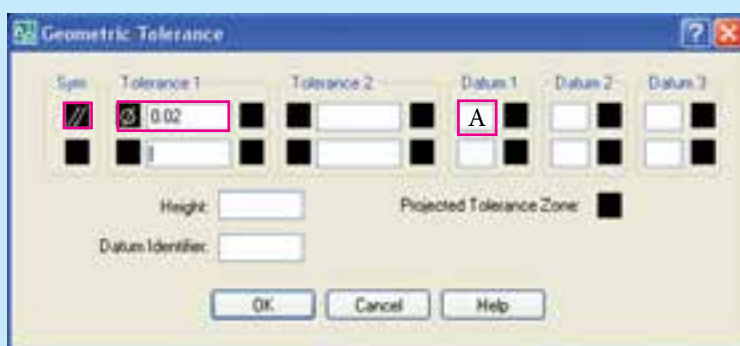 Geometric Tolerance
Sym Tolerance 1 Tolerance 2 Datum 1 Datum 2 Datum 3
// Ø 0.02 A
Height:
Projected Tolerance Zone:
Datum Identifier:
OK Cancel Help